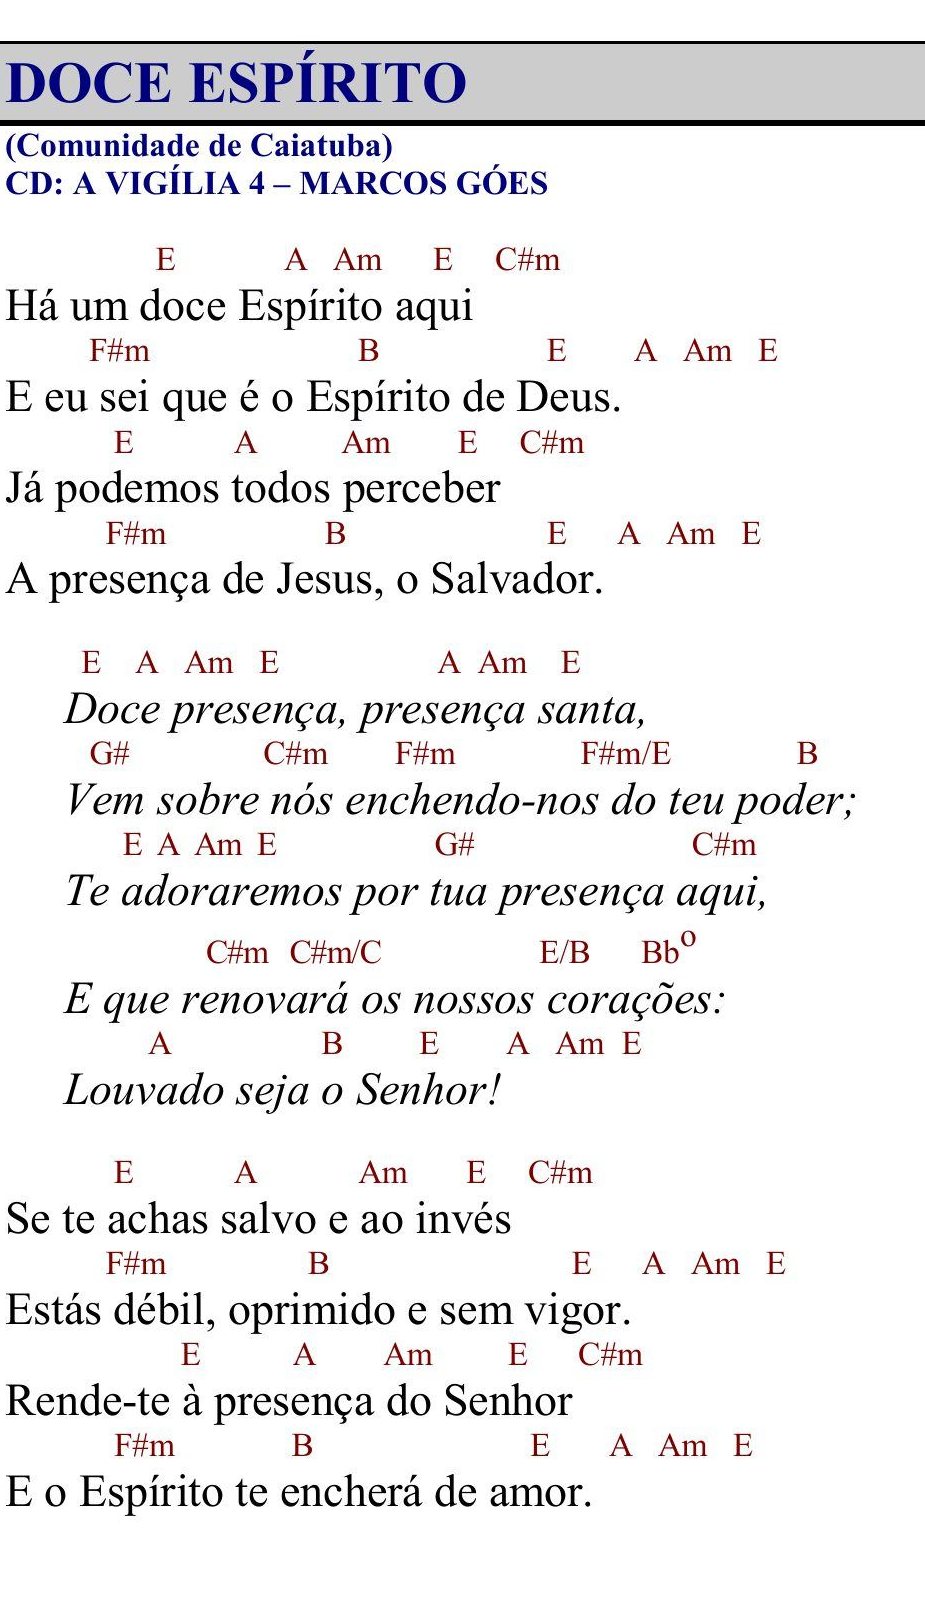 DOCE ESPÍRITO
(Comunidade de Caiatuba)
CD: A VIGÍLIA 4 – MARCOS GÓES
E A Am E C#m
Há um doce Espírito aqui
F#m B E A Am E
E eu sei que é o Espírito de Deus.
E A Am E C#m
Já podemos todos perceber
F#m B E A Am E
A presença de Jesus, o Salvador.
E A Am E A Am E
Doce presença, presença santa,
G# C#m F#m F#m/E B
Vem sobre nós enchendo-nos do teu poder;
E A Am E G# C#m
Te adoraremos por tua presença aqui,
C#m C#m/C E/B Bbº
E que renovará os nossos corações:
A B E A Am E
Louvado seja o Senhor!
E A Am E C#m
Se te achas salvo e ao invés
F#m B E A Am E
Estás débil, oprimido e sem vigor.
E A Am E C#m
Rende-te à presença do Senhor
F#m B E A Am E
E o Espírito te encherá de amor.